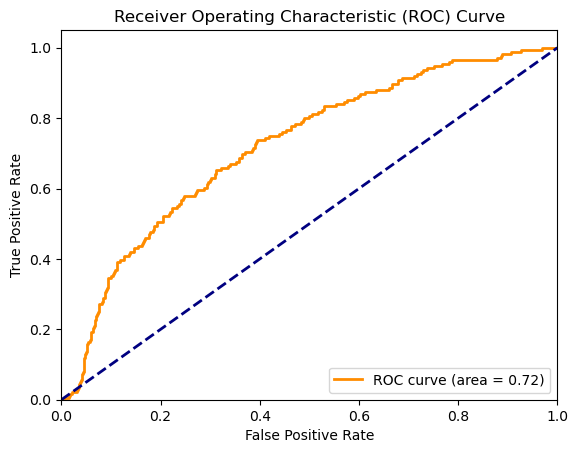 Receiver Operating Characteristic (ROC) Curve
1.0
0.8
0.6
0.4
0.2
0.0
True Positive Rate
ROC curve (area = 0.72)
0.0 0.2 0.4 0.6 0.8 1.0
False Positive Rate